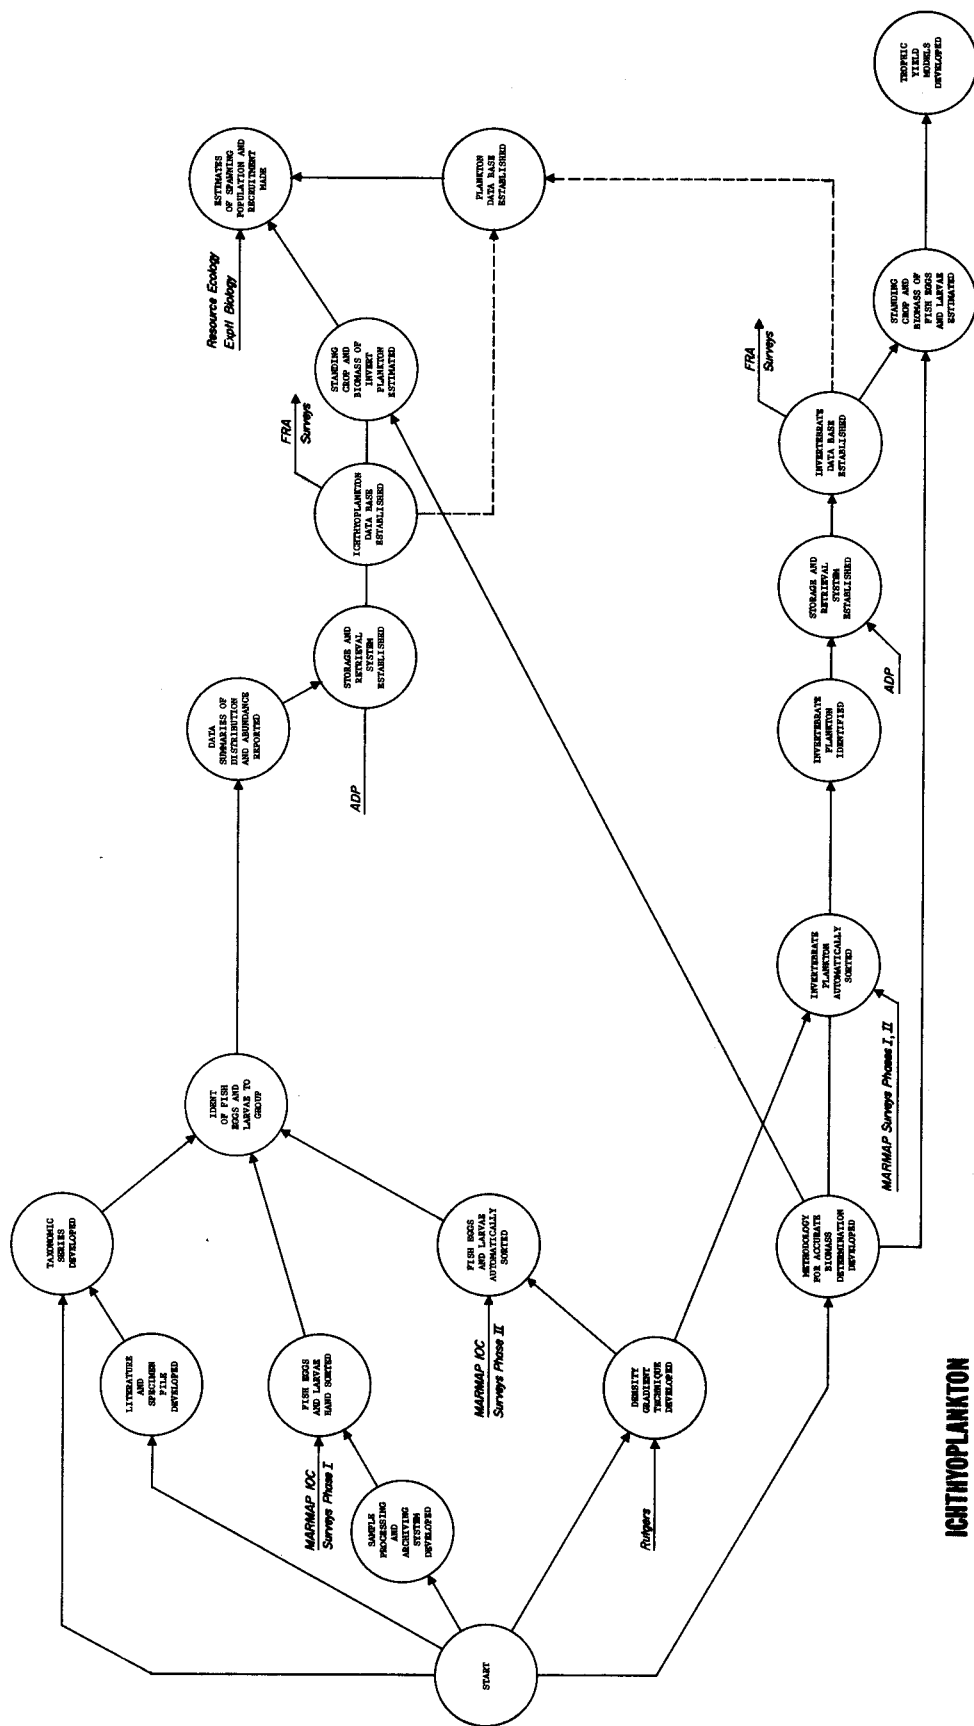 START
TAXONOMIC
SERIES
DEVELOPED
LITERATURE
AND
SPECIMEN
FILE
DEVELOPED
FISH EGGS
AND LARVAE
HAND SORTED
MARMAP IOC
Surveys Phase I
SAMPLE
PROCESSING
AND
ARCHIVING
SYSTEM
DEVELOPED
IDENT
OF FISH
EGGS AND
LARVAE TO
GROUP
FISH EGGS
AND LARVAE
AUTOMATICALLY
SORTED
MARMAP IOC
Surveys Phase II
DENSITY
GRADIENT
TECHNIQUE
DEVELOPED
Rutgers
METHODOLOGY
FOR ACCURATE
BIOMASS
DETERMINATION
DEVELOPED
DATA
SUMMARIES OF
DISTRIBUTION
AND ABUNDANCE
REPORTED
STORAGE AND
RETRIEVAL
SYSTEM
ESTABLISHED
ADP
ICHTHYOPLANKTON
DATA BASE
ESTABLISHED
FRA
Surveys
STANDING
CROP AND
BIOMASS OF
INVERT
PLANKTON
ESTIMATED
Resource Ecology
Exptl Biology
ESTIMATES
OF SPAWNING
POPULATION AND
RECRUITMENT
MADE
PLANKTON
DATA BASE
ESTABLISHED
INVERTEBRATE
PLANKTON
AUTOMATICALLY
SORTED
MARMAP Surveys Phases I, II
INVERTEBRATE
PLANKTON
IDENTIFIED
STORAGE AND
RETRIEVAL
SYSTEM
ESTABLISHED
ADP
INVERTEBRATE
DATA BASE
ESTABLISHED
FRA
Surveys
STANDING
CROP AND
BIOMASS OF
FISH EGGS
AND LARVAE
ESTIMATED
TROPHIC
YIELD
MODELS
DEVELOPED
ICHTHYOPLANKTON